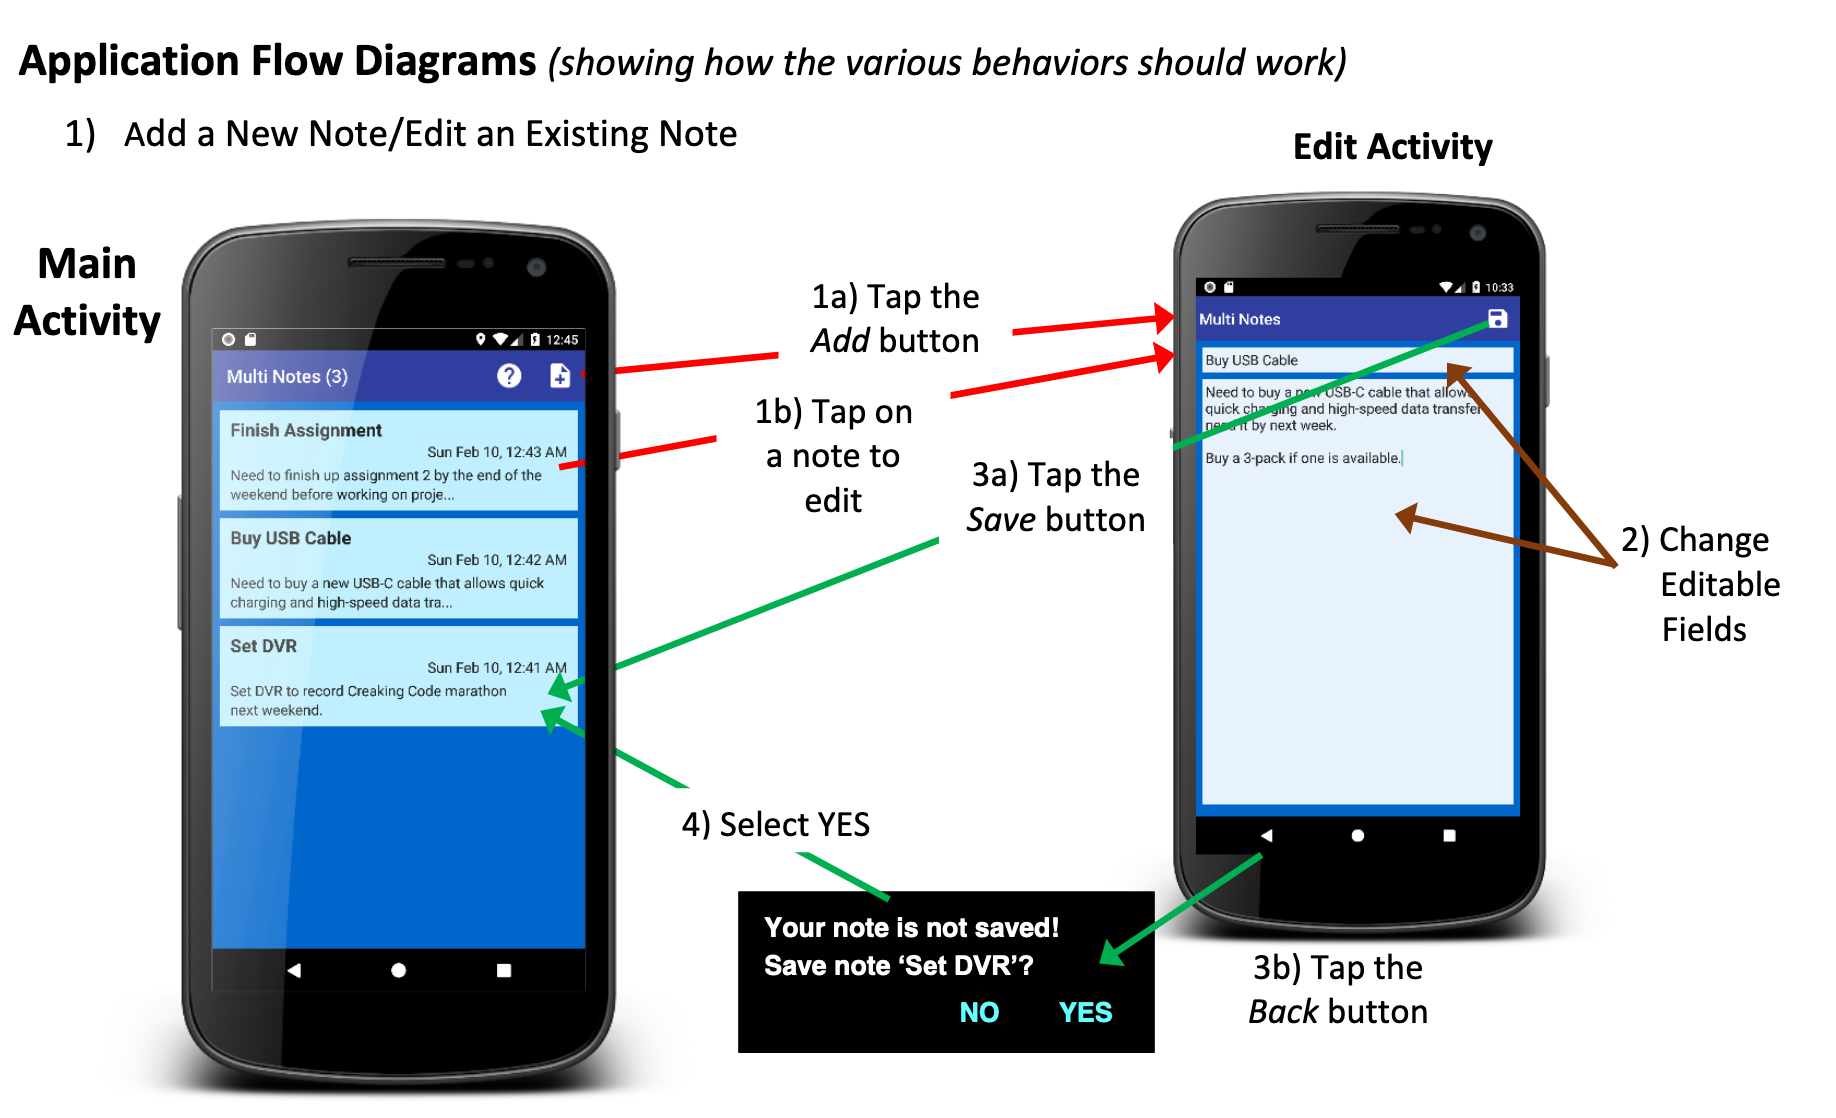 Application Flow Diagrams (showing how the various behaviors should work)
1) Add a New Note/Edit an Existing Note
Edit Activity
Main
Activity
12:45
Multi Notes (3)
Finish Assignment
Sun Feb 10, 12:43 AM
Need to finish up assignment 2 by the end of the
weekend before working on proje...
Buy USB Cable
Sun Feb 10, 12:42 AM
Need to buy a new USB-C cable that allows quick
charging and high-speed data tra...
Set DVR
Sun Feb 10, 12:41 AM
Set DVR to record Creaking Code marathon
next weekend.
1a) Tap the
Add button
1b) Tap on
a note to
edit
3a) Tap the
Save button
10:33
Multi Notes
Buy USB Cable
Need to buy a new USB-C cable that allows
quick charging and high-speed data transfer
need it by next week.
Buy a 3-pack if one is available.
2) Change
Editable
Fields
4) Select YES
Your note is not saved!
Save note ‘Set DVR’?
NO YES
3b) Tap the
Back button